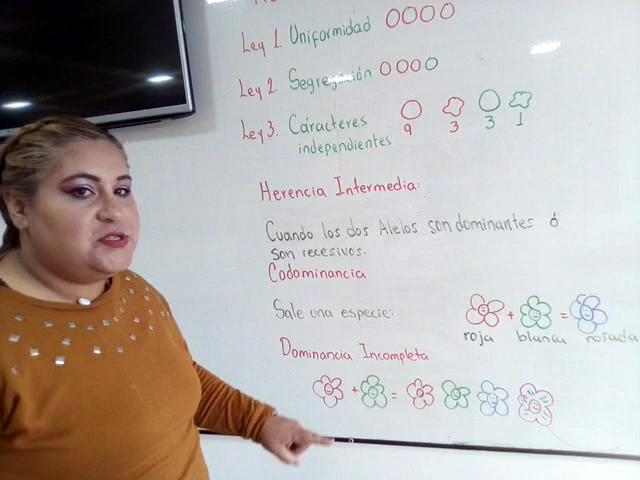 Ley 1. Uniformidad
Ley 2. Segregación
Ley 3. Cáracteres
independientes
9 3 3 1
Herencia Intermedia:
Cuando los dos Alelos son dominantes ó
son recesivos.
Codominancia
Sale una especie:
roja blanca rosada
Dominancia Incompleta